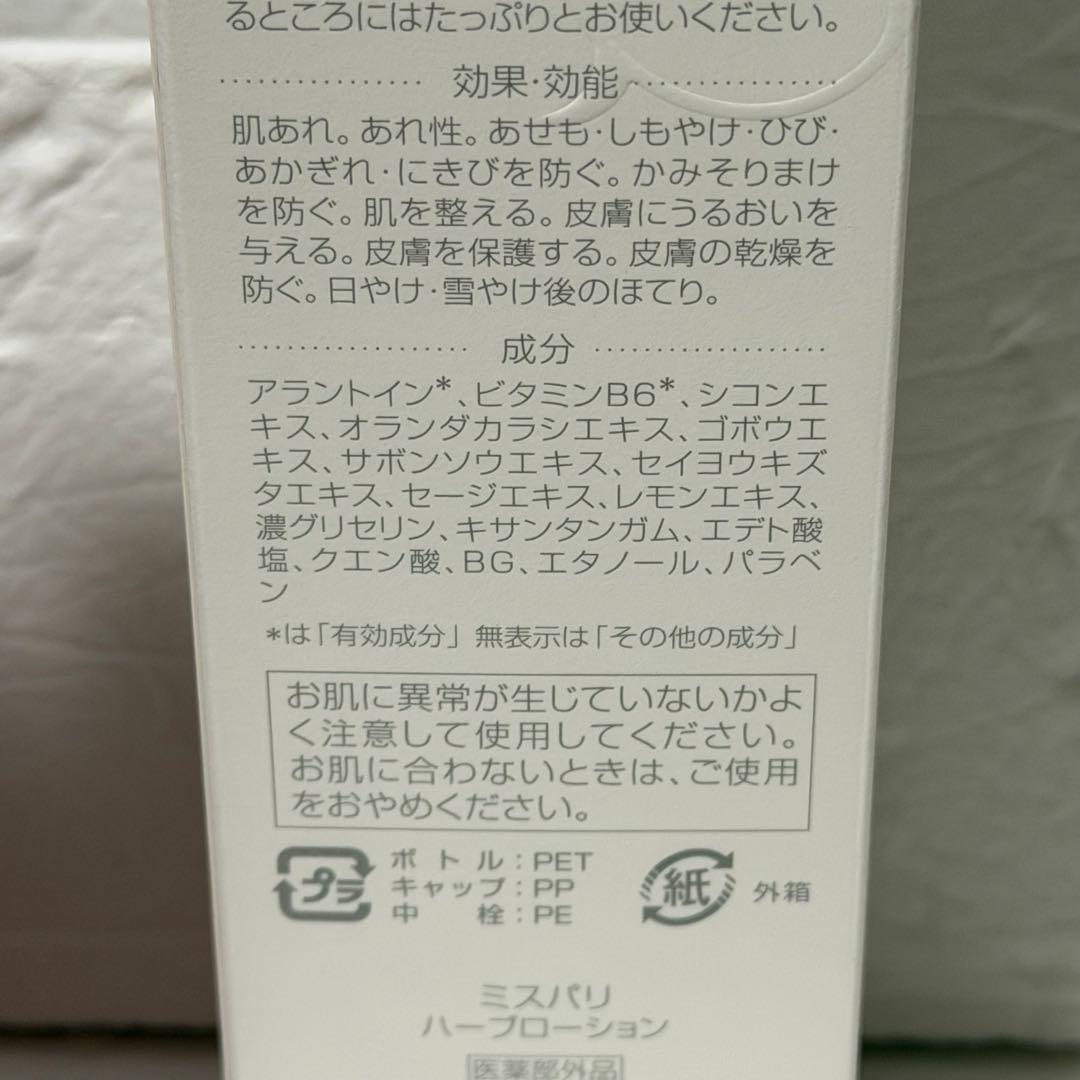 るところにはたっぷりとお使いください。
効果・効能
肌あれ。あれ性。あせも・しもやけ・ひび・
あかぎれ・にきびを防ぐ。かみそりまけ
を防ぐ。肌を整える。皮膚にうるおいを
与える。皮膚を保護する。皮膚の乾燥を
防ぐ。日やけ・雪やけ後のほてり。
成分
アラントイン*、ビタミンB6*、シコンエ
キス、オランダカラシエキス、ゴボウエ
キス、サボンソウエキス、セイヨウキズ
タエキス、セージエキス、レモンエキス、
濃グリセリン、キサンタンガム、エデト酸
塩、クエン酸、BG、エタノール、パラベ
ン
*は「有効成分」無表示は「その他の成分」
お肌に異常が生じていないかよ
く注意して使用してください。
お肌に合わないときは、ご使用
をおやめください。
プラ
ボトル：PET
キャップ：PP
中栓：PE
紙
外箱
ミスパリ
ハーブローション
医薬部外品